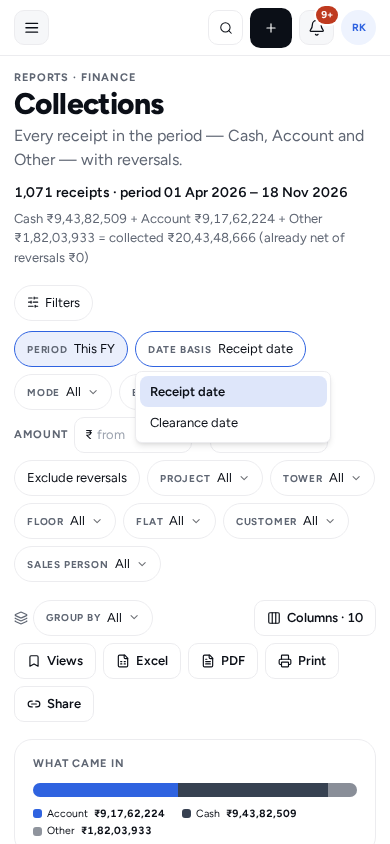 9+
RK
REPORTS · FINANCE
Collections
Every receipt in the period — Cash, Account and
Other — with reversals.
1,071 receipts · period 01 Apr 2026 – 18 Nov 2026
Cash ₹9,43,82,509 + Account ₹9,17,62,224 + Other
₹1,82,03,933 = collected ₹20,43,48,666 (already net of
reversals ₹0)
Filters
PERIOD This FY DATE BASIS Receipt date
MODE All
Receipt date
Clearance date
AMOUNT ₹ from
Exclude reversals PROJECT All TOWER All
FLOOR All FLAT All CUSTOMER All
SALES PERSON All
GROUP BY All Columns · 10
Views Excel PDF Print
Share
WHAT CAME IN
Account ₹9,17,62,224 Cash ₹9,43,82,509
Other ₹1,82,03,933